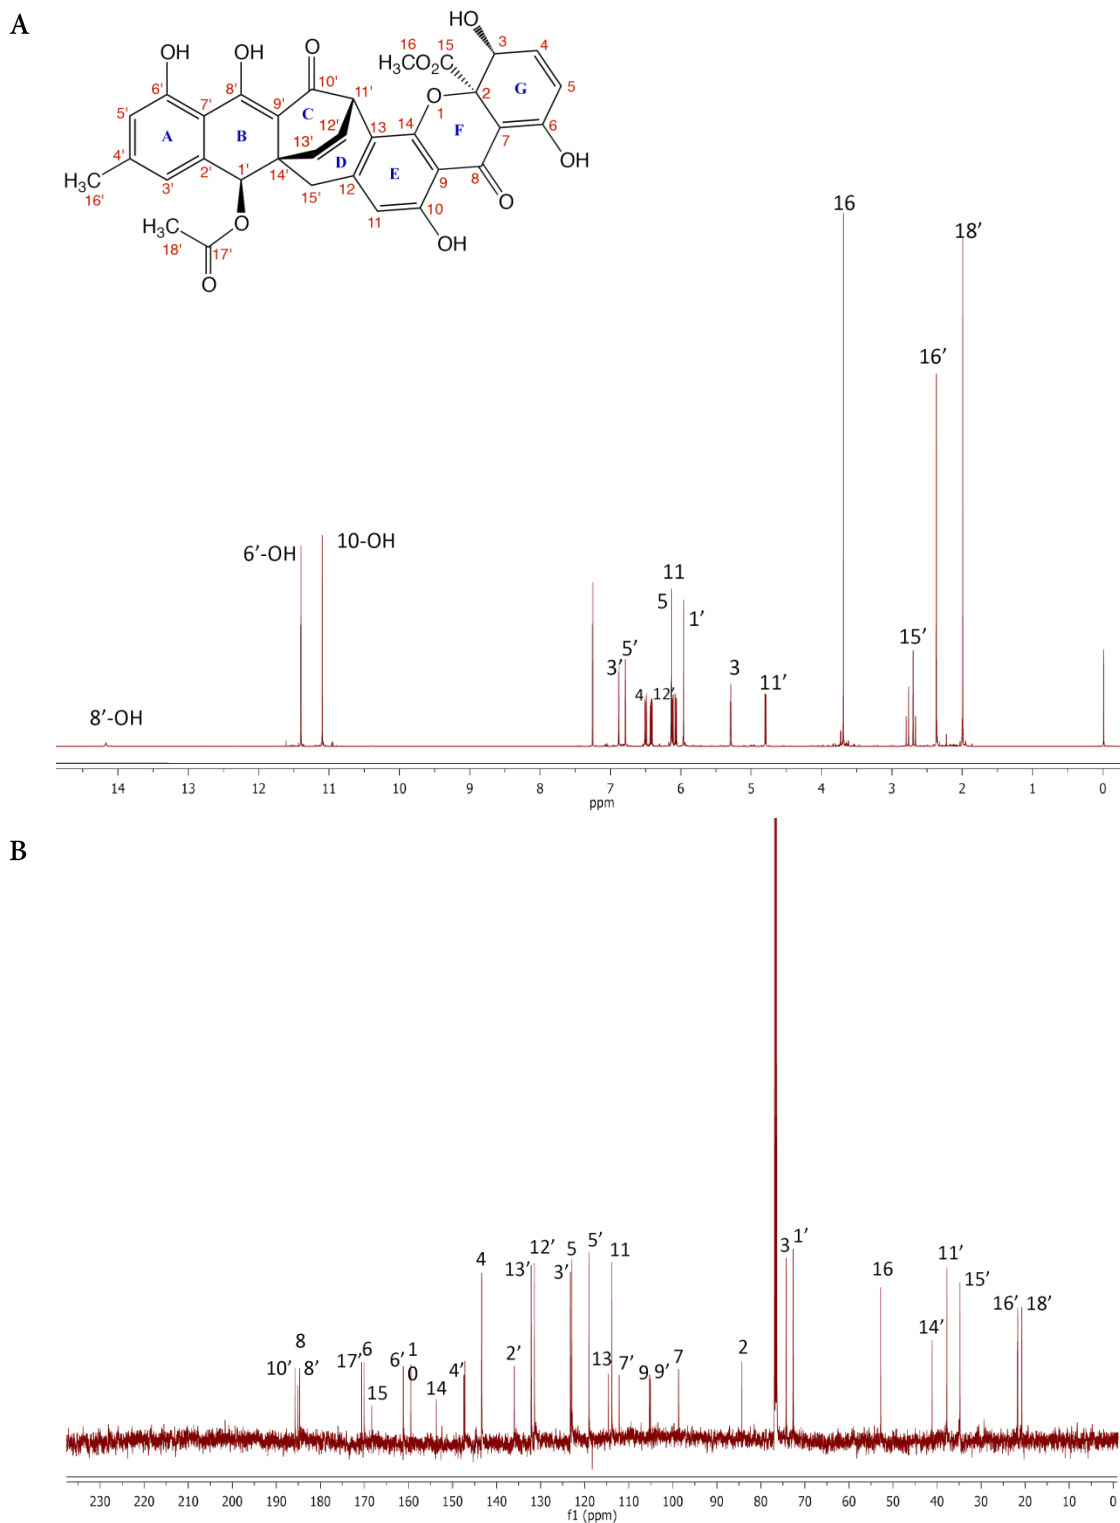 A
OH
OH
O
HO
16
15
3
4
H₃CO₂C
10'
6'
8'
11'
5'
7'
9'
C
O
1
2
G
5
A
B
12'
13
14
F
4'
13'
7
6
2'
1'
14'
D
E
9
8
OH
H₃C
16'
3'
15'
12
10
O
O
11
OH
H₃C
18'
17'
O
16
18'
16'
6'-OH
10-OH
11
5
1'
5'
3'
15'
4
12'
3
11'
8'-OH
14 13 12 11 10 9 8 7 6 5 4 3 2 1 0
ppm
B
4
12'
13'
5
3'
5'
11
3
1'
16
11'
15'
14'
16'
18'
8
10'
8'
17'
6
15
6'
1
0
14
4'
2'
13
7'
9
9'
7
2
230 220 210 200 190 180 170 160 150 140 130 120 110 100 90 80 70 60 50 40 30 20 10 0
f1 (ppm)